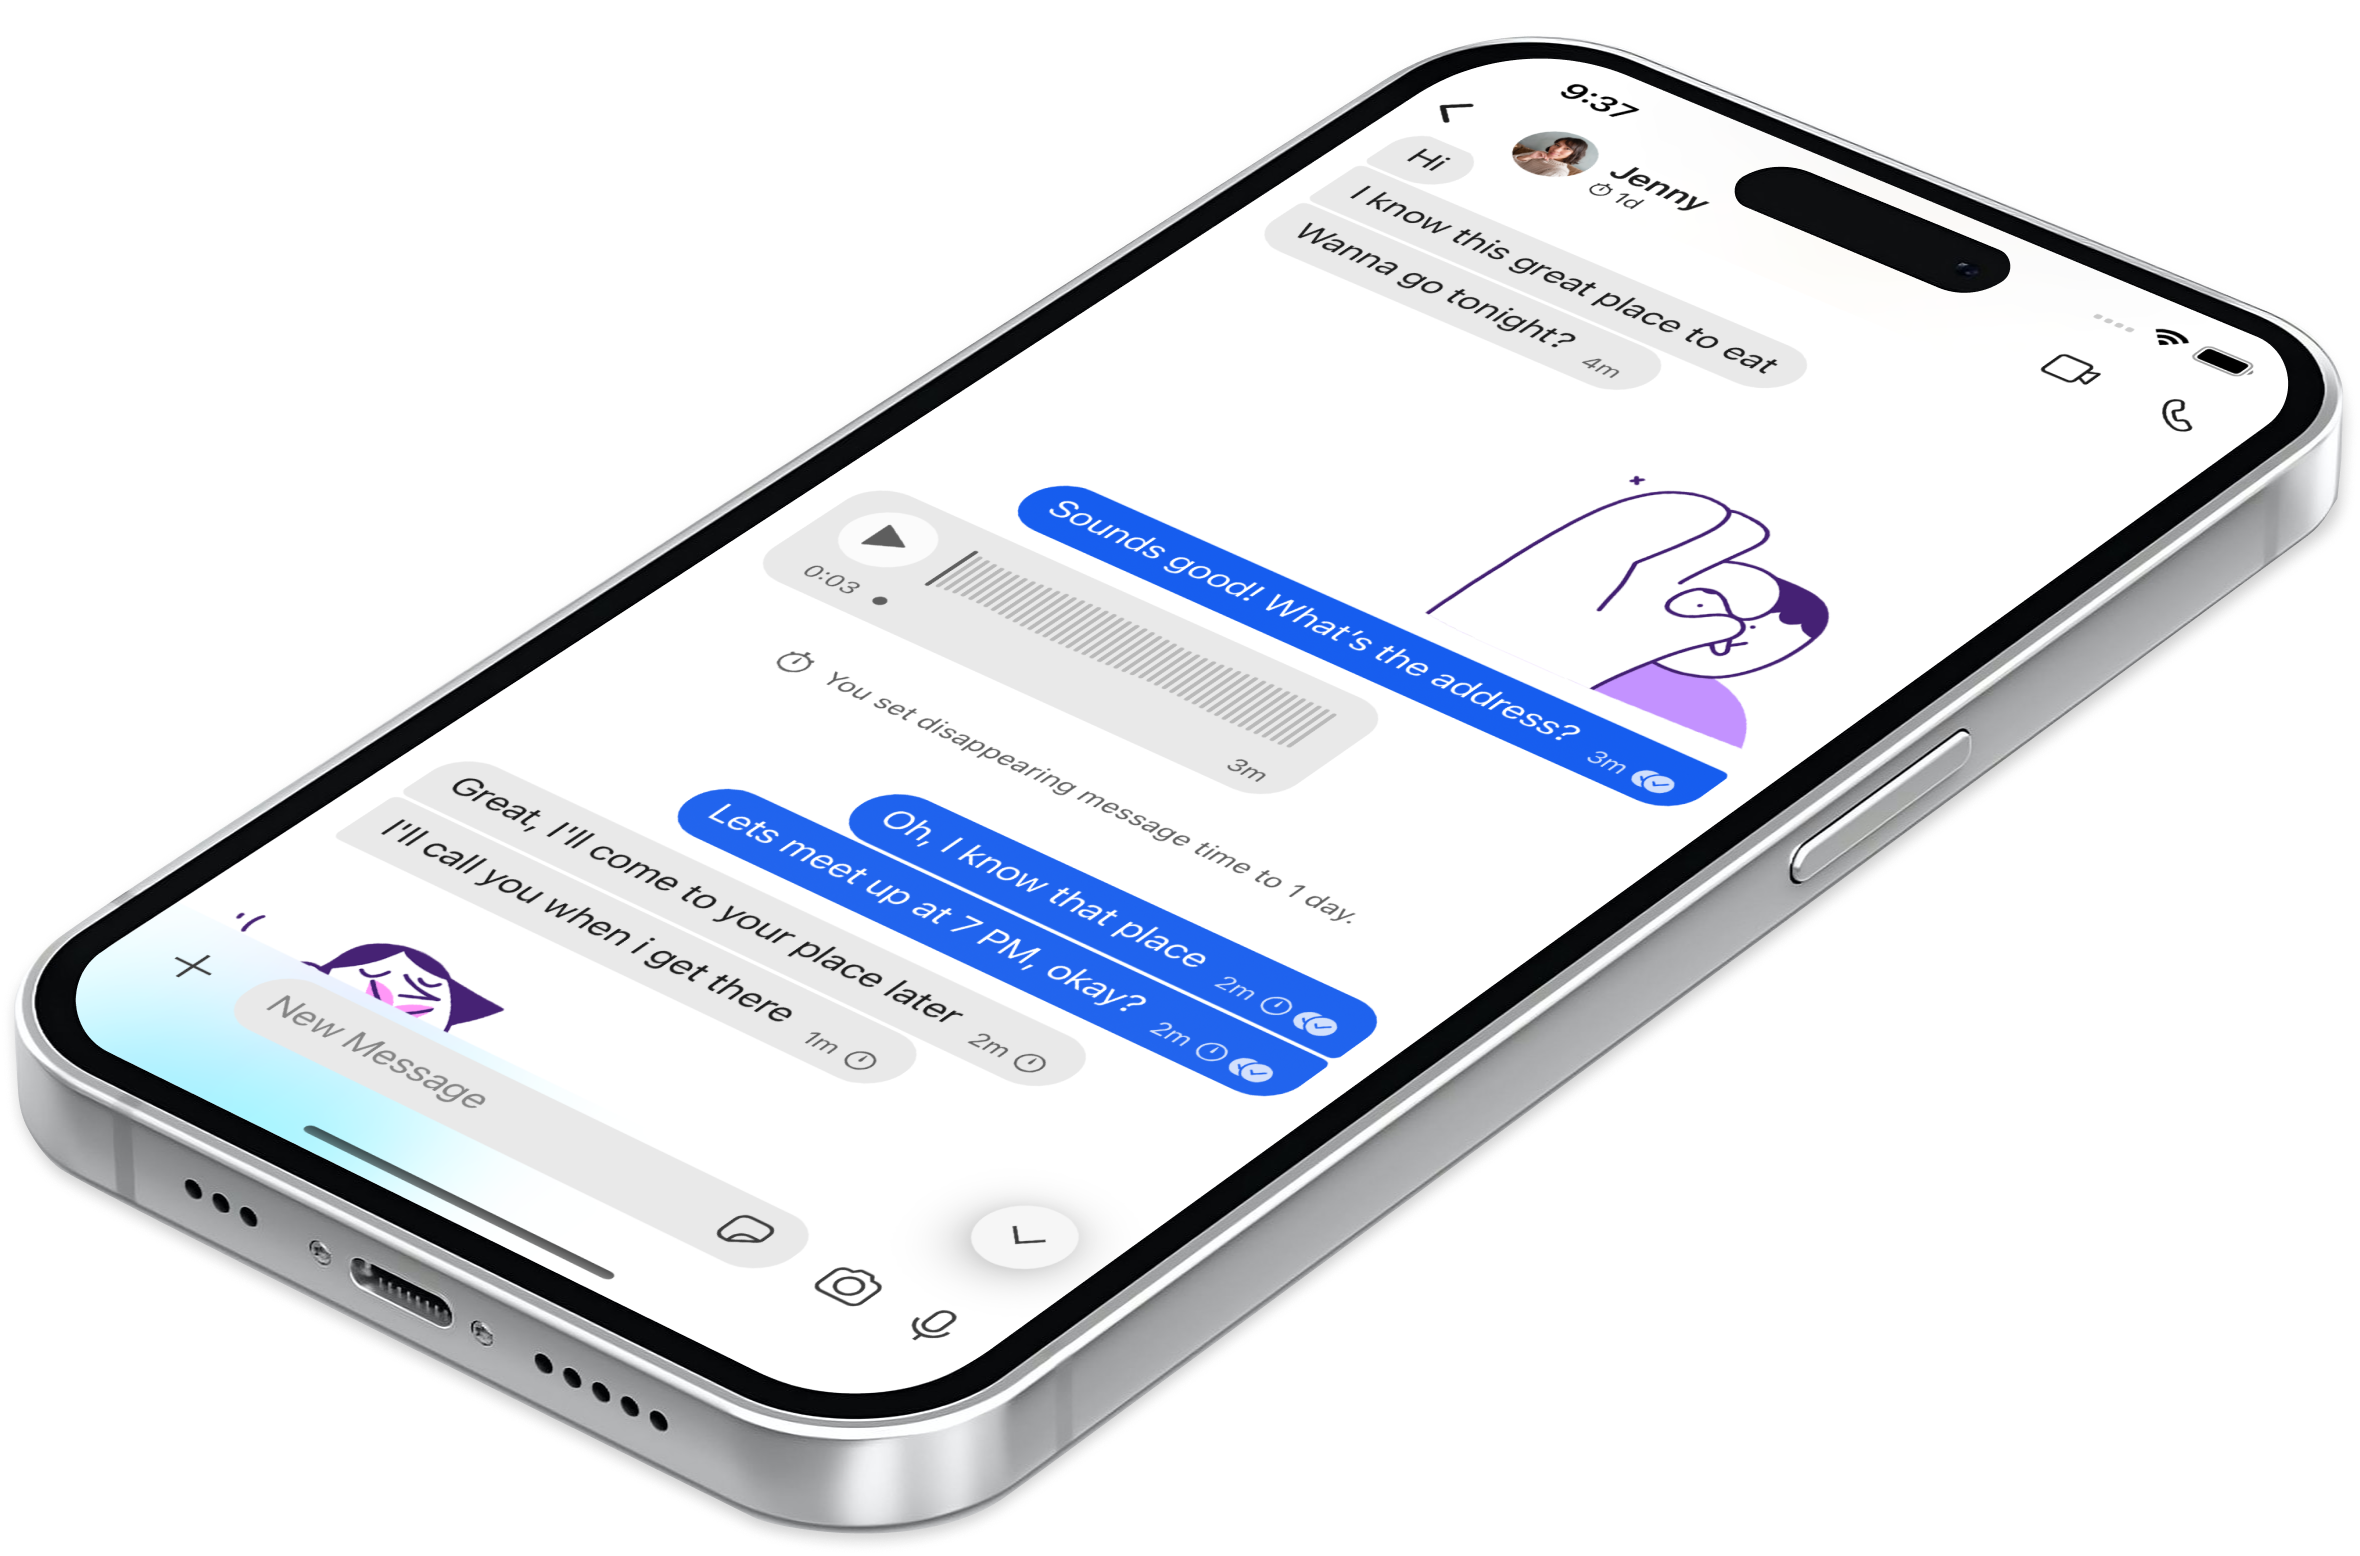 9:37
Jenny
1d
Hi
I know this great place to eat
Wanna go tonight? 4m
Sounds good! What's the address? 3m
0:03
3m
You set disappearing message time to 1 day.
Oh, I know that place 2m
Lets meet up at 7 PM, okay? 2m
Great, I'll come to your place later 2m
I'll call you when i get there 1m
New Message